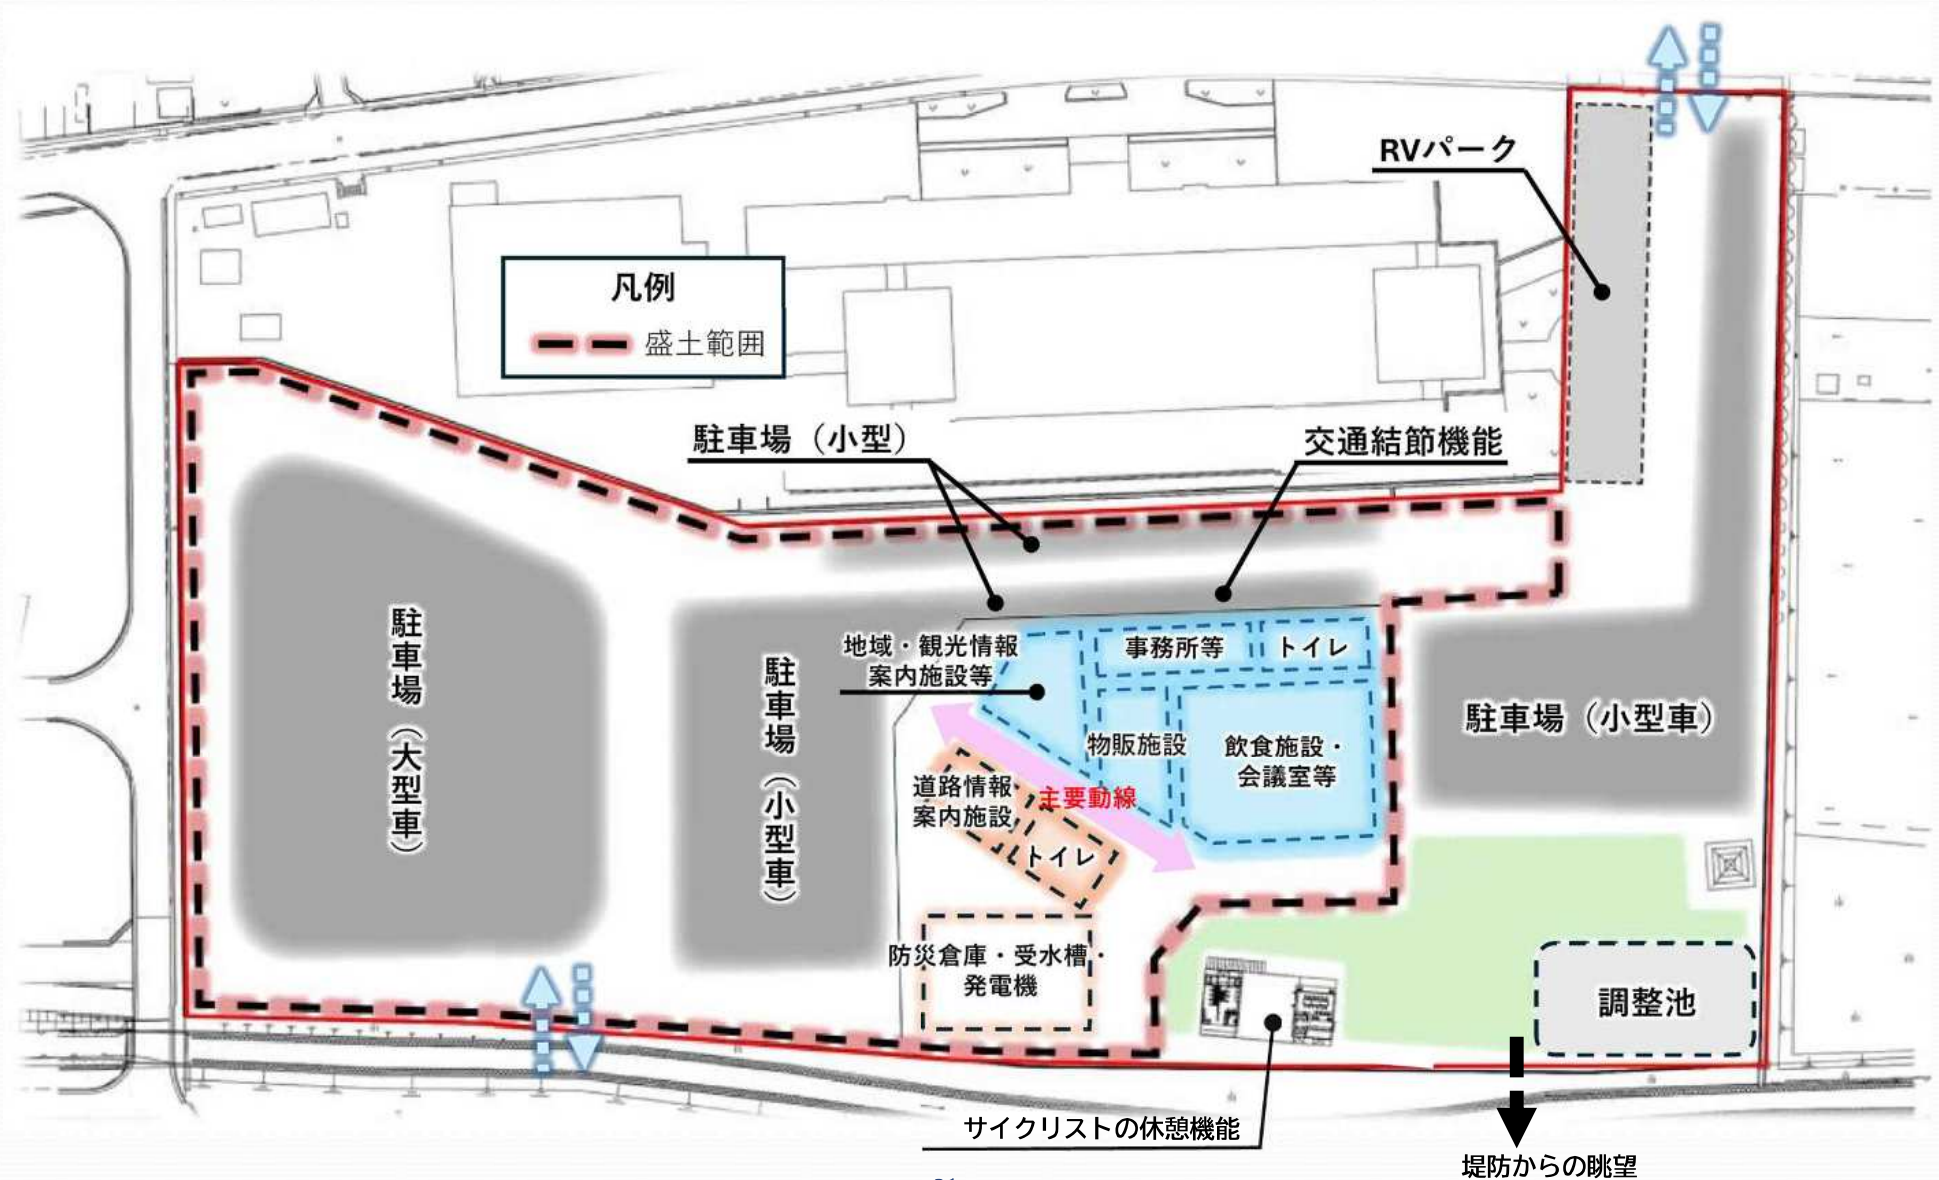 RVパーク
凡例
盛土範囲
駐車場（小型）
交通結節機能
駐車場（大型車）
駐車場（小型車）
地域・観光情報
案内施設等
事務所等
トイレ
物販施設
飲食施設・
会議室等
駐車場（小型車）
道路情報
案内施設
主要動線
トイレ
防災倉庫・受水槽・
発電機
調整池
サイクリストの休憩機能
堤防からの眺望